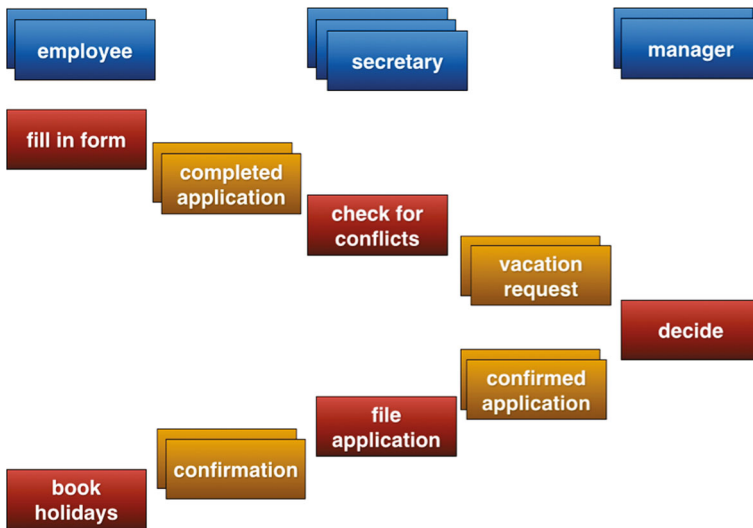 employee
secretary
manager
fill in form
completed
application
check for
conflicts
vacation
request
decide
confirmed
application
file
application
confirmation
book
holidays